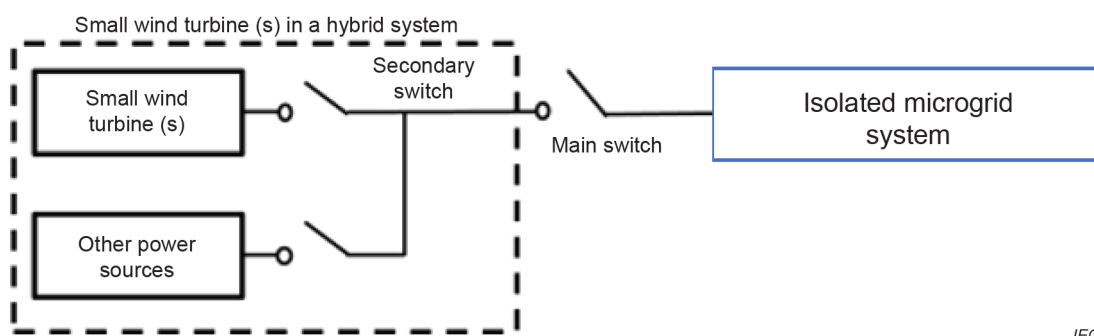 Small wind turbine (s) in a hybrid system
Secondary
switch
Small wind
turbine (s)
Main switch
Isolated microgrid
system
Other power
sources
IEC